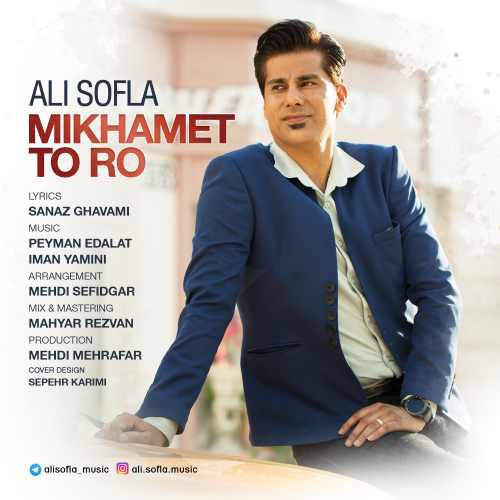 ALI SOFLA
MIKHAMET
TO RO
LYRICS
SANAZ GHAVAMI
MUSIC
PEYMAN EDALAT
IMAN YAMINI
ARRANGEMENT
MEHDI SEFIDGAR
MIX & MASTERING
MAHYAR REZVAN
PRODUCTION
MEHDI MEHRAFAR
COVER DESIGN
SEPEHR KARIMI
alisofla_music ali.sofla.music